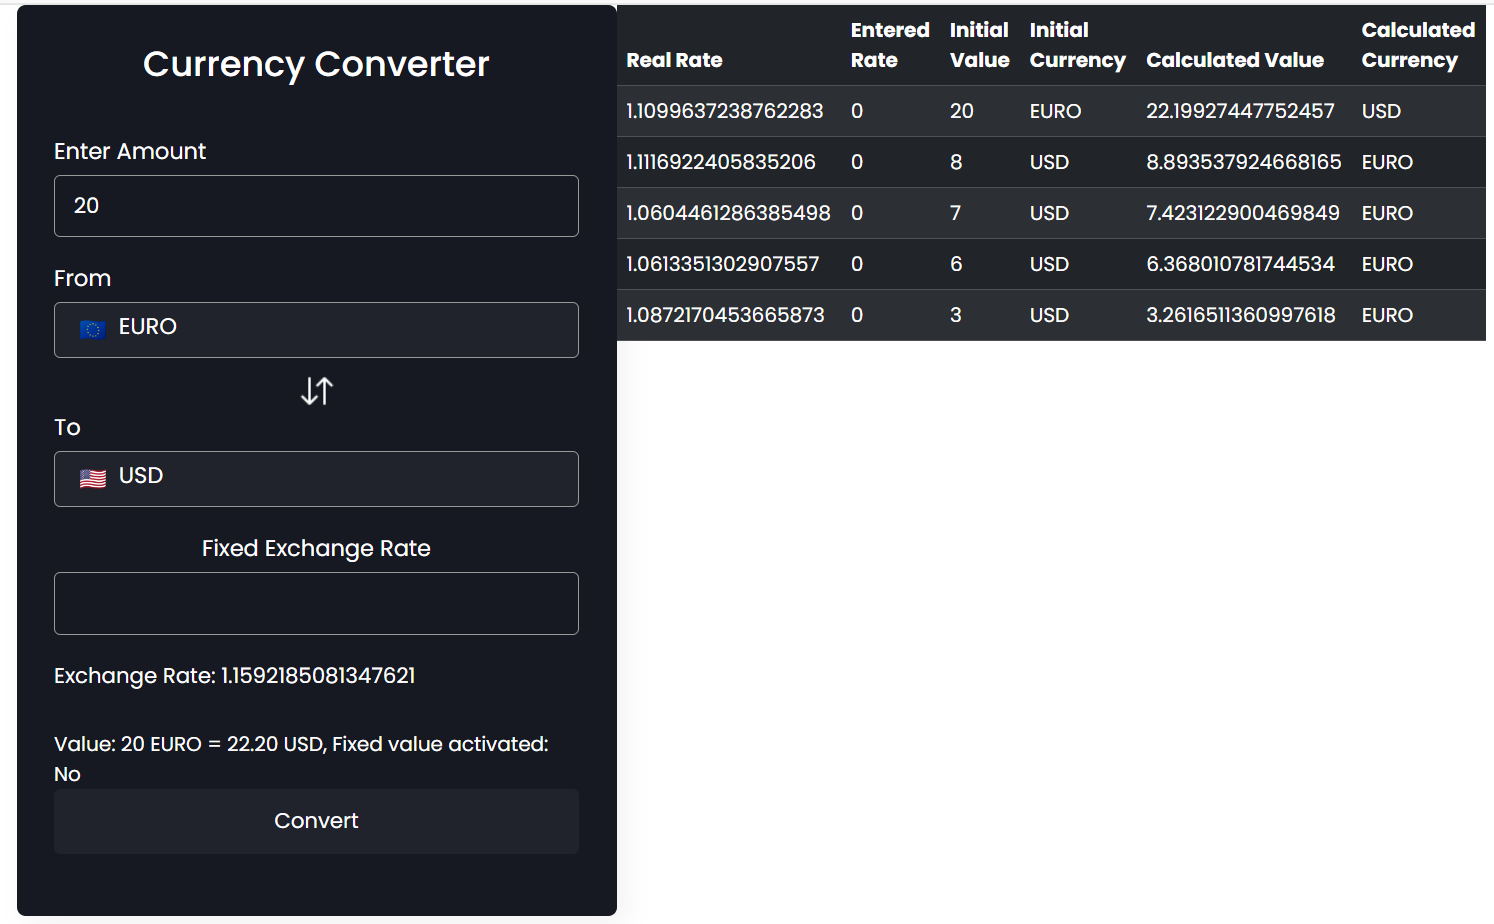 Currency Converter
Enter Amount
20
From
EURO
To
USD
Fixed Exchange Rate
Exchange Rate: 1.1592185081347621
Value: 20 EURO = 22.20 USD, Fixed value activated:
No
Convert
Real Rate Entered Rate Initial Value Initial Currency Calculated Value Calculated Currency
1.1099637238762283 0 20 EURO 22.19927447752457 USD
1.1116922405835206 0 8 USD 8.893537924668165 EURO
1.0604461286385498 0 7 USD 7.423122900469849 EURO
1.0613351302907557 0 6 USD 6.368010781744534 EURO
1.0872170453665873 0 3 USD 3.2616511360997618 EURO